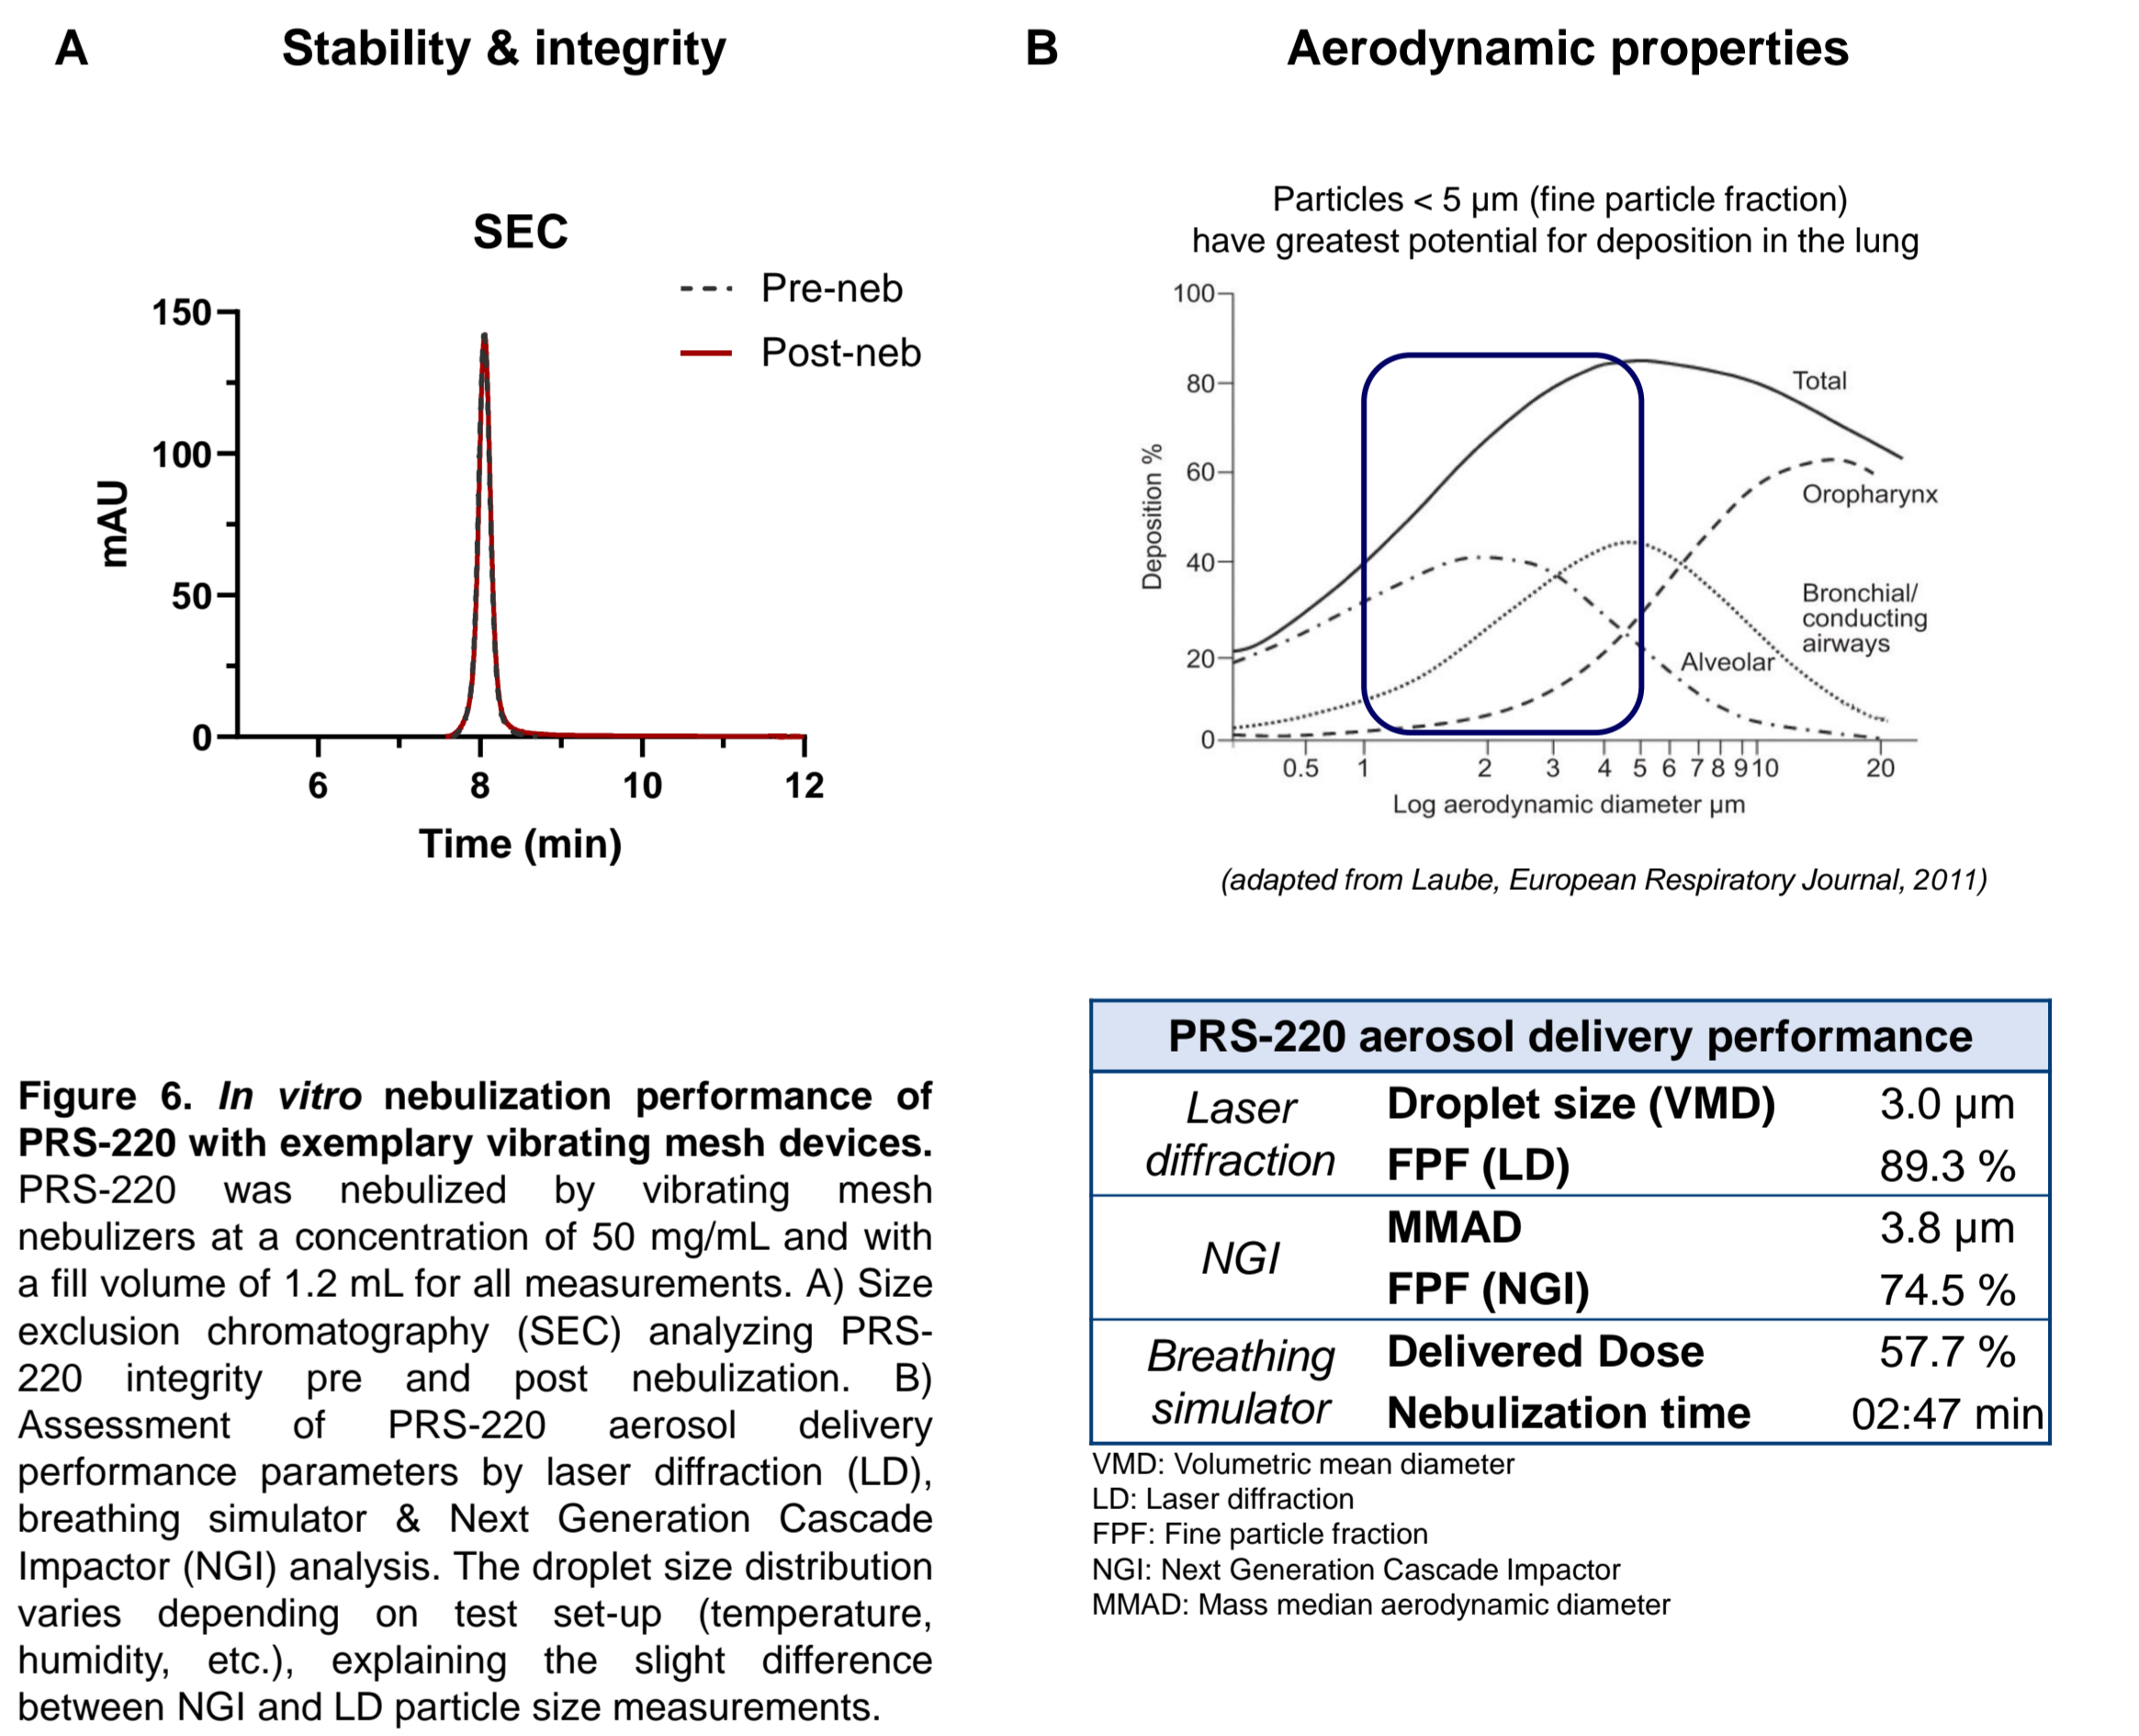 A
Stability & integrity
SEC
Pre-neb
Post-neb
150
100
50
0
mAU
6 8 10 12
Time (min)
Figure 6. In vitro nebulization performance of
PRS-220 with exemplary vibrating mesh devices.
PRS-220 was nebulized by vibrating mesh
nebulizers at a concentration of 50 mg/mL and with
a fill volume of 1.2 mL for all measurements. A) Size
exclusion chromatography (SEC) analyzing PRS-
220 integrity pre and post nebulization. B)
Assessment of PRS-220 aerosol delivery
performance parameters by laser diffraction (LD),
breathing simulator & Next Generation Cascade
Impactor (NGI) analysis. The droplet size distribution
varies depending on test set-up (temperature,
humidity, etc.), explaining the slight difference
between NGI and LD particle size measurements.
B
Aerodynamic properties
Particles < 5 µm (fine particle fraction)
have greatest potential for deposition in the lung
100
80
60
40
20
0
Deposition %
Total
Oropharynx
Bronchial/
conducting
airways
Alveolar
0.5 1 2 3 4 5 6 7 8 9 10 20
Log aerodynamic diameter µm
(adapted from Laube, European Respiratory Journal, 2011)
PRS-220 aerosol delivery performance
Laser
diffraction
Droplet size (VMD) 3.0 µm
FPF (LD) 89.3 %
NGI
MMAD 3.8 µm
FPF (NGI) 74.5 %
Breathing
simulator
Delivered Dose 57.7 %
Nebulization time 02:47 min
VMD: Volumetric mean diameter
LD: Laser diffraction
FPF: Fine particle fraction
NGI: Next Generation Cascade Impactor
MMAD: Mass median aerodynamic diameter